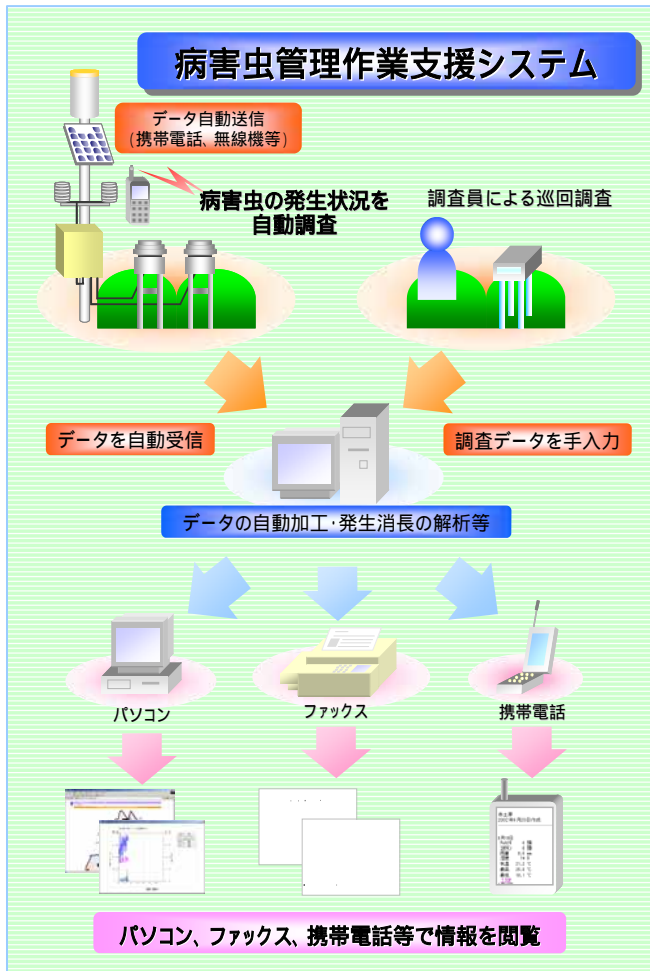 病害虫管理作業支援システム
データ自動送信
(携帯電話、無線機等)
病害虫の発生状況を
自動調査
調査員による巡回調査
データを自動受信
調査データを手入力
データの自動加工・発生消長の解析等
パソコン
ファックス
携帯電話
パソコン、ファックス、携帯電話等で情報を閲覧